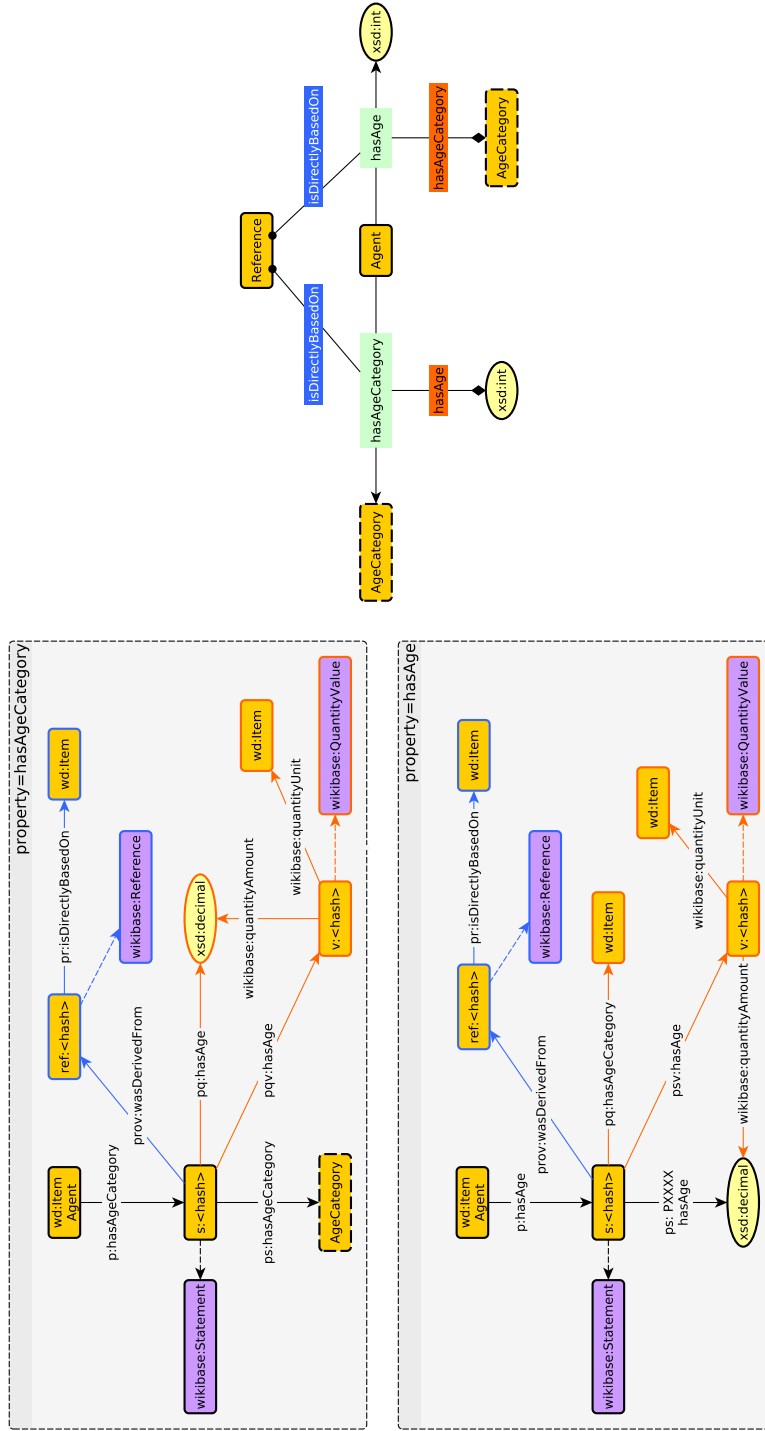 property=hasAgeCategory
wd:Item
Agent
p:hasAgeCategory
s:<hash>
wikibase:Statement
ps:hasAgeCategory
AgeCategory
prov:wasDerivedFrom
ref:<hash>
pr:isDirectlyBasedOn
wd:Item
wikibase:Reference
pq:hasAge
xsd:decimal
pqv:hasAge
v:<hash>
wikibase:quantityAmount
wikibase:quantityUnit
wd:Item
wikibase:QuantityValue
property=hasAge
wd:Item
Agent
p:hasAge
s:<hash>
wikibase:Statement
ps: PXXXX
hasAge
xsd:decimal
prov:wasDerivedFrom
ref:<hash>
pr:isDirectlyBasedOn
wd:Item
wikibase:Reference
pq:hasAgeCategory
wd:Item
psv:hasAge
v:<hash>
wikibase:quantityAmount
wikibase:quantityUnit
wd:Item
wikibase:QuantityValue
Reference
isDirectlyBasedOn
isDirectlyBasedOn
AgeCategory
hasAgeCategory
Agent
hasAge
xsd:int
hasAge
hasAgeCategory
xsd:int
AgeCategory